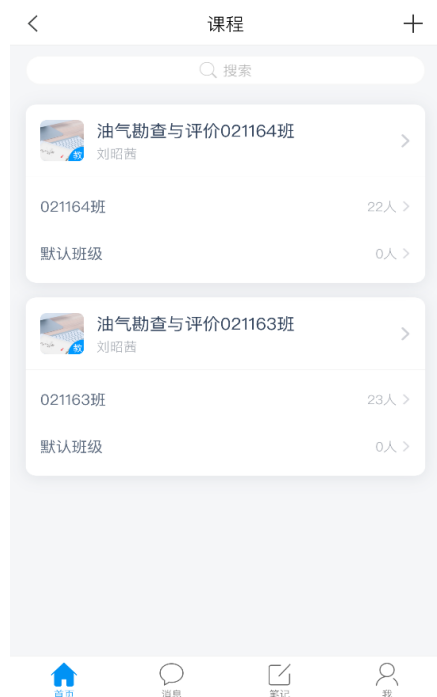 课程
搜索
油气勘查与评价021164班
刘昭茜
教
021164班
22人
默认班级
0人
油气勘查与评价021163班
刘昭茜
教
021163班
23人
默认班级
0人
首页
消息
笔记
我